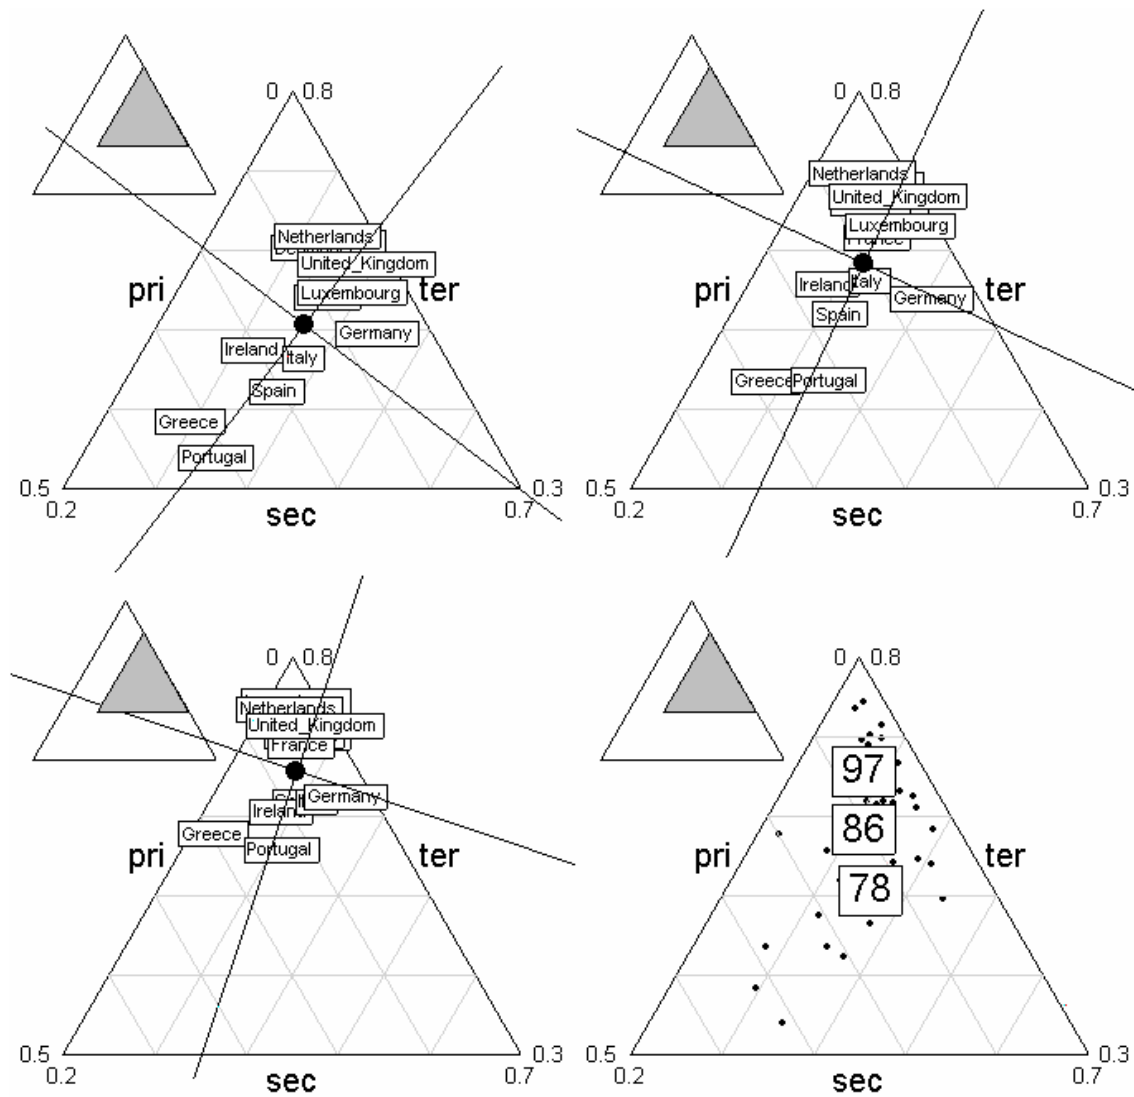 0 0.8
Netherlands
United_Kingdom
Luxembourg
pri ter
Germany
Ireland
Italy
Spain
Greece
Portugal
0.5 0.3
0.2 sec 0.7
0 0.8
Netherlands
United_Kingdom
Luxembourg
France
pri ter
Ireland
Italy
Germany
Spain
Greece
Portugal
0.5 0.3
0.2 sec 0.7
0 0.8
Netherlands
United_Kingdom
France
Germany
Ireland
Greece
Portugal
pri ter
0.5 0.3
0.2 sec 0.7
0 0.8
97
86
pri ter
78
0.5 0.3
0.2 sec 0.7